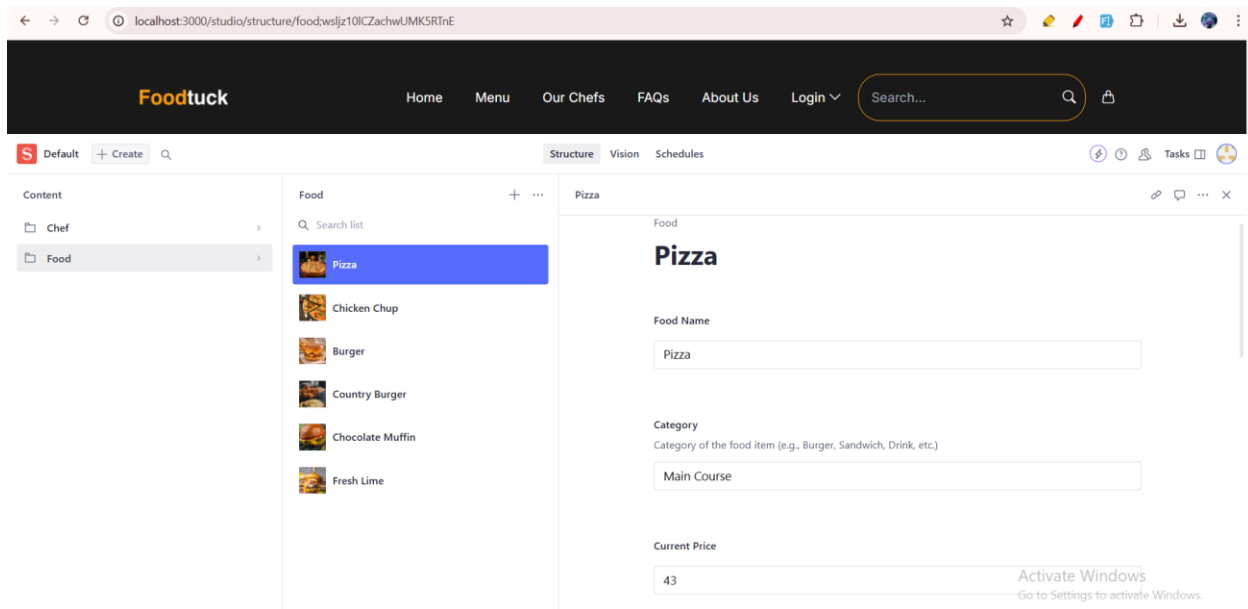 localhost:3000/studio/structure/food;wsljz10lCZachwUMK5RTnE
Foodtuck
Home Menu Our Chefs FAQs About Us Login Search...
S Default + Create Structure Vision Schedules Tasks
Content
Chef
Food
Food
Search list
Pizza
Chicken Chup
Burger
Country Burger
Chocolate Muffin
Fresh Lime
Pizza
Food
Pizza
Food Name
Pizza
Category
Category of the food item (e.g., Burger, Sandwich, Drink, etc.)
Main Course
Current Price
43
Activate Windows
Go to Settings to activate Windows.